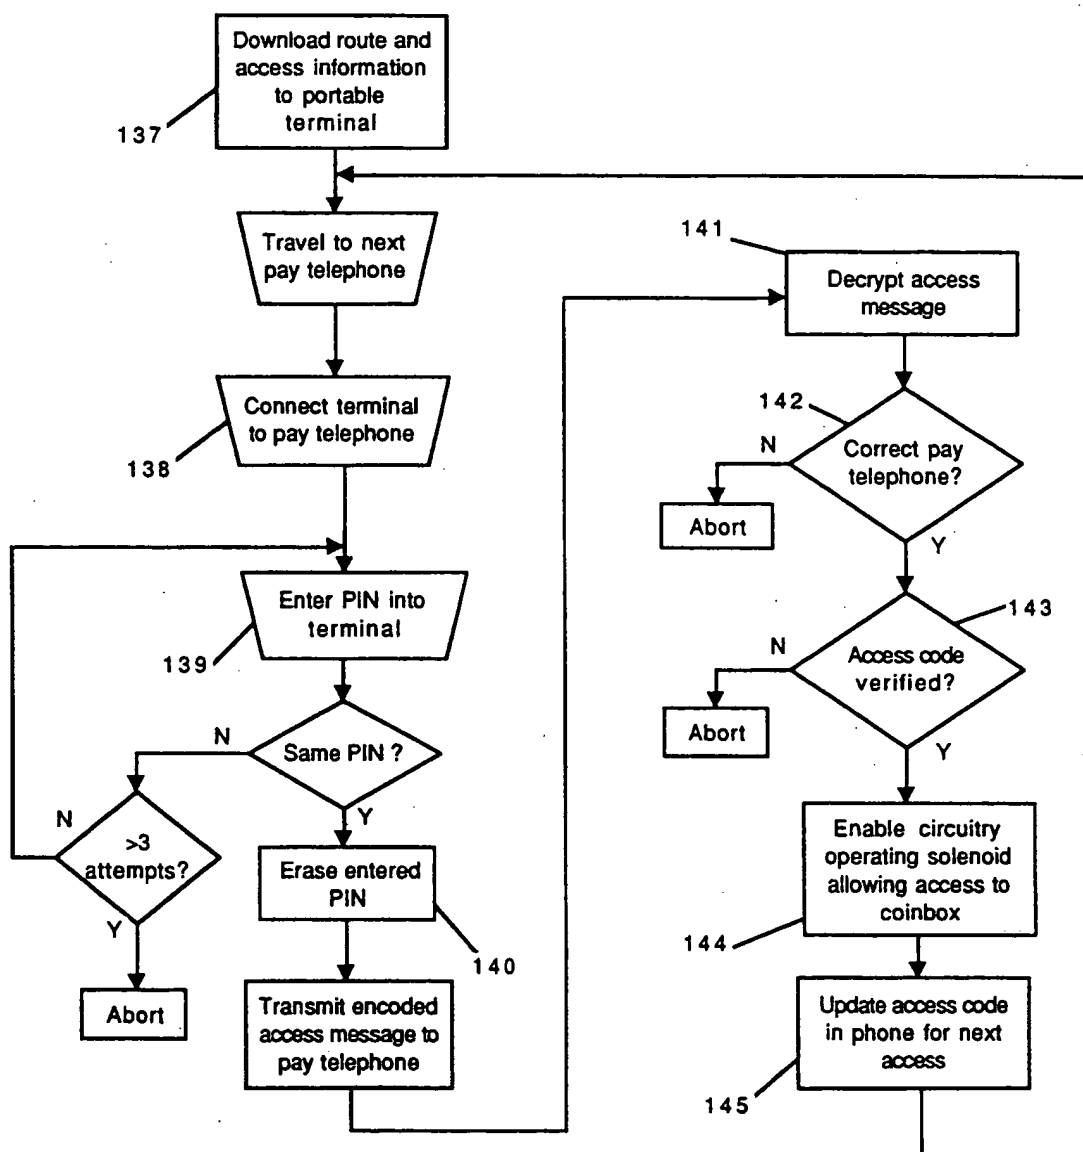 Download route and
access information
to portable
terminal
137
Travel to next
pay telephone
Connect terminal
to pay telephone
138
Enter PIN into
terminal
139
Same PIN ?
N
Y
>3
attempts?
N
Y
Abort
Erase entered
PIN
140
Transmit encoded
access message to
pay telephone
141
Decrypt access
message
142
Correct pay
telephone?
N
Y
Abort
143
Access code
verified?
N
Y
Abort
Enable circuitry
operating solenoid
allowing access to
coinbox
144
Update access code
in phone for next
access
145